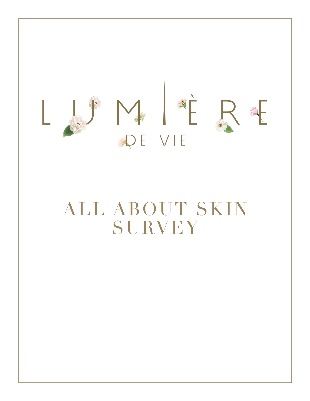 LUMIÈRE
DE VIE
ALL ABOUT SKIN
SURVEY